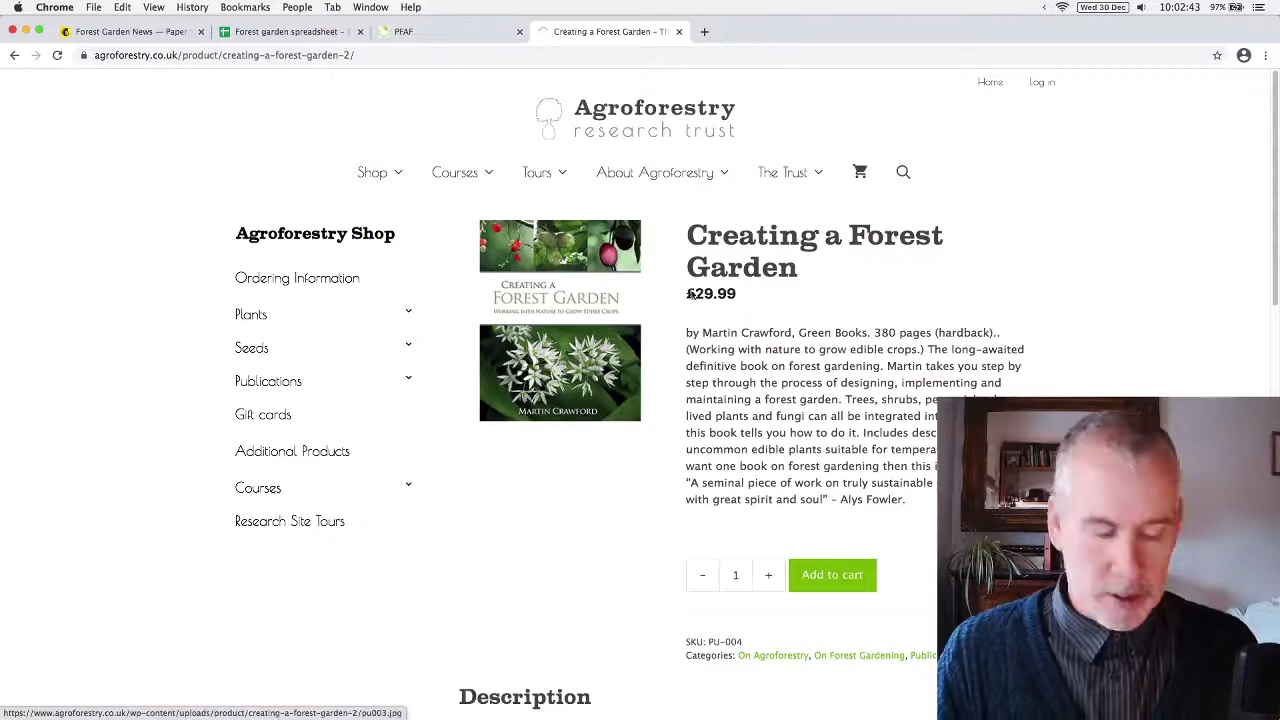 Chrome File Edit View History Bookmarks People Tab Window Help Wed 30 Dec 10:02:43 97%
Forest Garden News — Paper Forest garden spreadsheet - PFAF Creating a Forest Garden – Th
agroforestry.co.uk/product/creating-a-forest-garden-2/
Home Log in
Agroforestry
research trust
Shop Courses Tours About Agroforestry The Trust
Agroforestry Shop
Ordering Information
Plants
Seeds
Publications
Gift cards
Additional Products
Courses
Research Site Tours
CREATING A
FOREST GARDEN
WORKING WITH NATURE TO GROW EDIBLE CROPS
MARTIN CRAWFORD
Creating a Forest
Garden
£29.99
by Martin Crawford, Green Books. 380 pages (hardback)..
(Working with nature to grow edible crops.) The long-awaited
definitive book on forest gardening. Martin takes you step by
step through the process of designing, implementing and
maintaining a forest garden. Trees, shrubs,
lived plants and fungi can all be integrated
this book tells you how to do it. Includes
uncommon edible plants suitable for
want one book on forest gardening then this
"A seminal piece of work on truly sustainable
with great spirit and soul" – Alys Fowler.
- 1 + Add to cart
SKU: PU-004
Categories: On Agroforestry, On Forest Gardening,
Description
https://www.agroforestry.co.uk/wp-content/uploads/product/creating-a-forest-garden-2/pu003.jpg